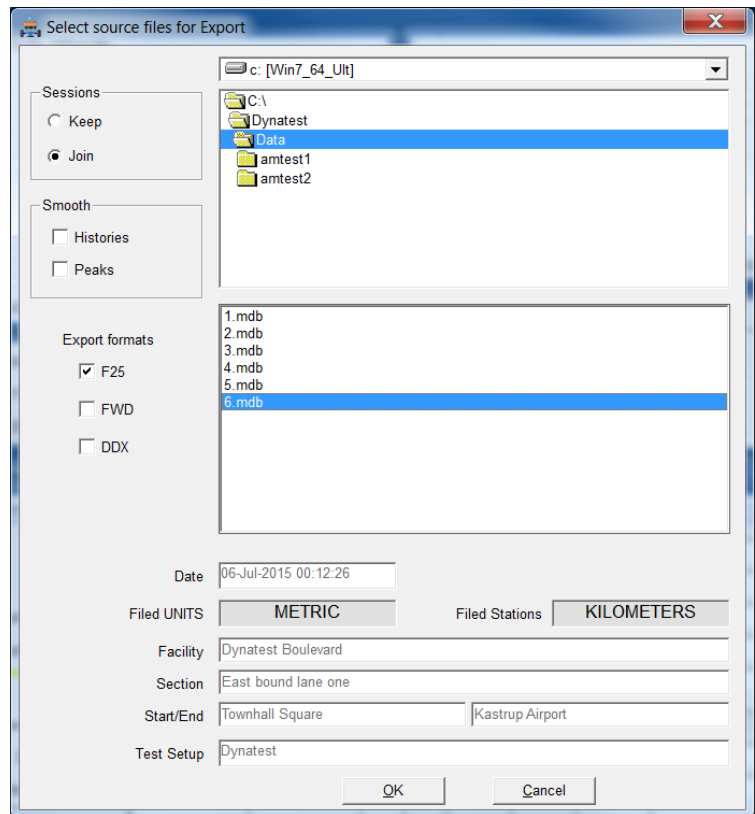 Select source files for Export
c: [Win7_64_Ult]
Sessions
Keep
Join
C:\
Dynatest
Data
amtest1
amtest2
Smooth
Histories
Peaks
Export formats
F25
FWD
DDX
1.mdb
2.mdb
3.mdb
4.mdb
5.mdb
6.mdb
Date 06-Jul-2015 00:12:26
Filed UNITS METRIC Filed Stations KILOMETERS
Facility Dynatest Boulevard
Section East bound lane one
Start/End Townhall Square Kastrup Airport
Test Setup Dynatest
OK Cancel